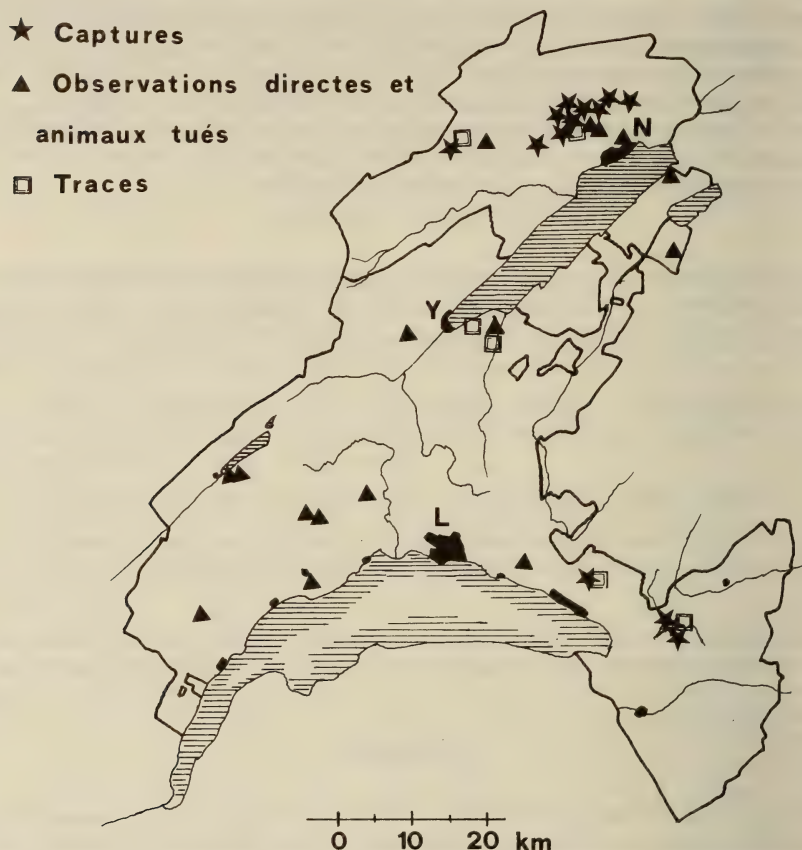 Captures
Observations directes et
animaux tués
Traces
N
Y
L
0 10 20 km